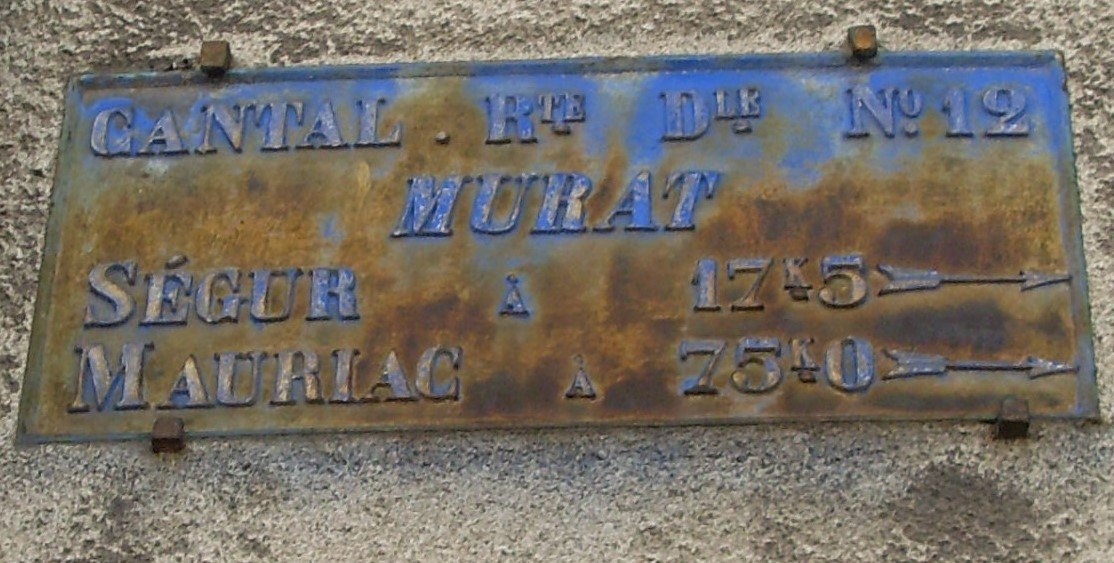 CANTAL . RTE DLE No 12
MURAT
SÉGUR À 17K5
MAURIAC À 75K0